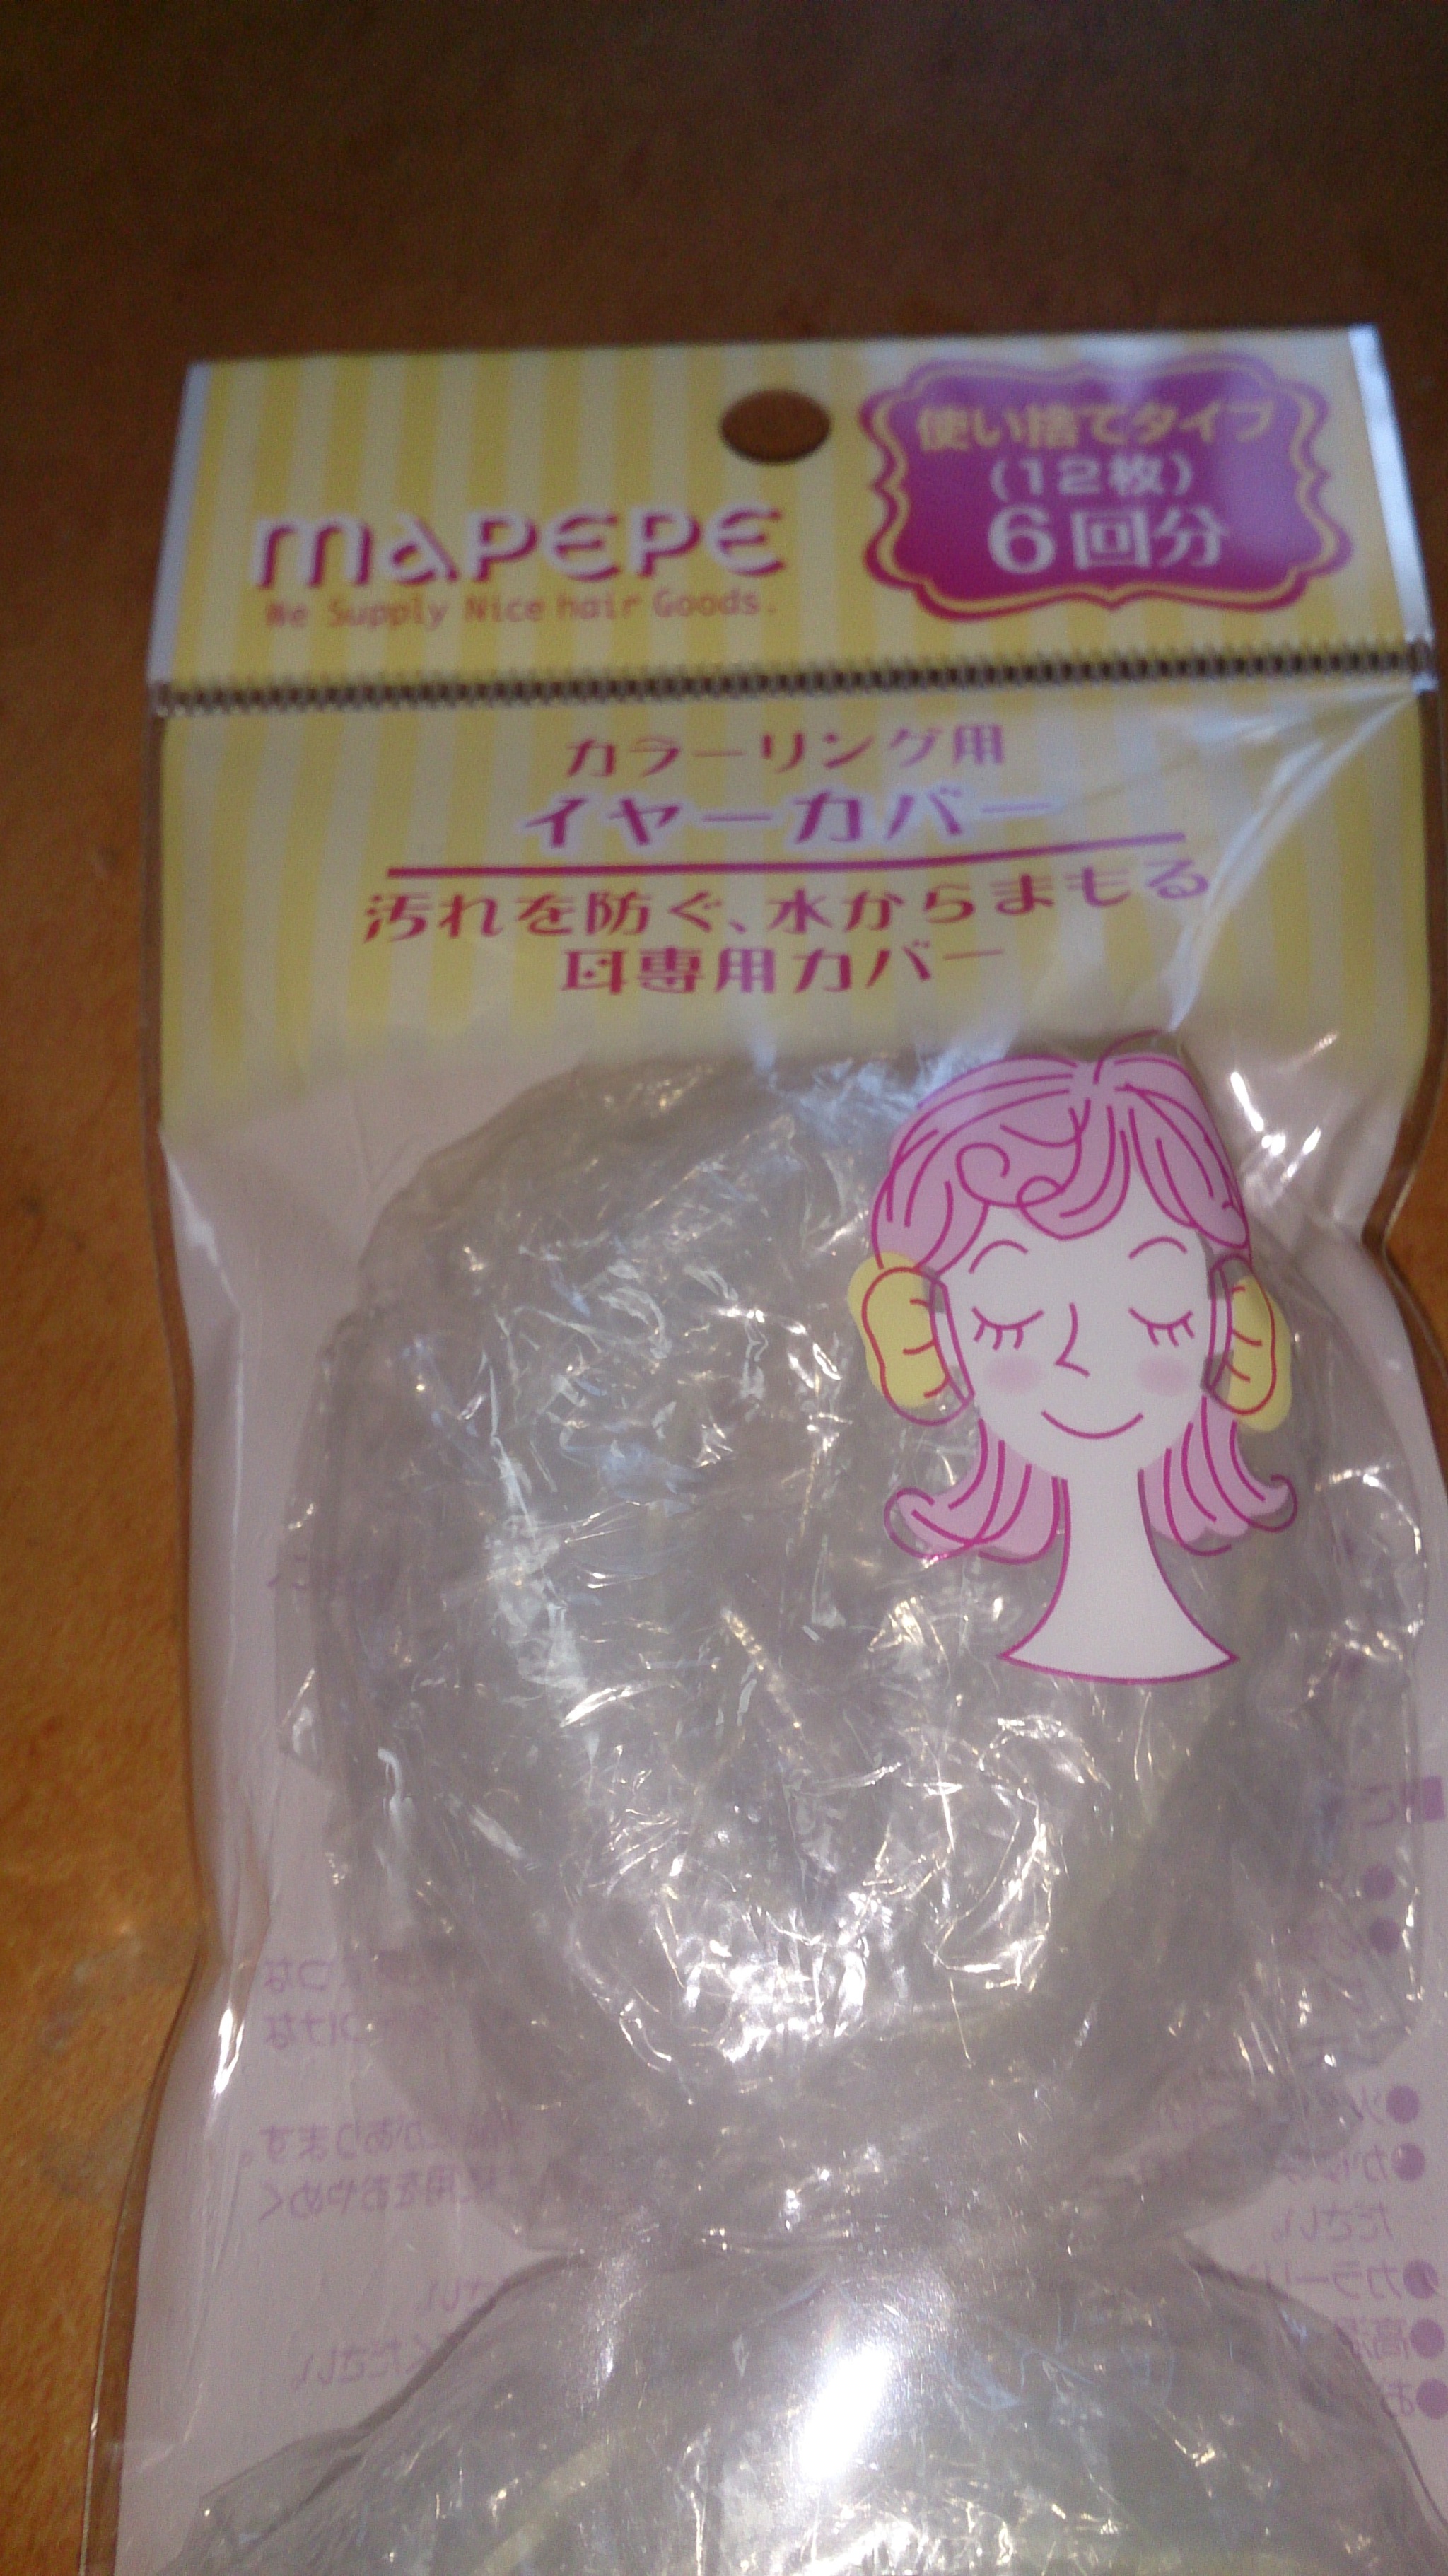 使い捨てタイプ
(12枚)
6回分
MAPEPE
We Supply Nice hair Goods.
カラーリング用
イヤーカバー
汚れを防ぐ、水からまもる
耳専用カバー